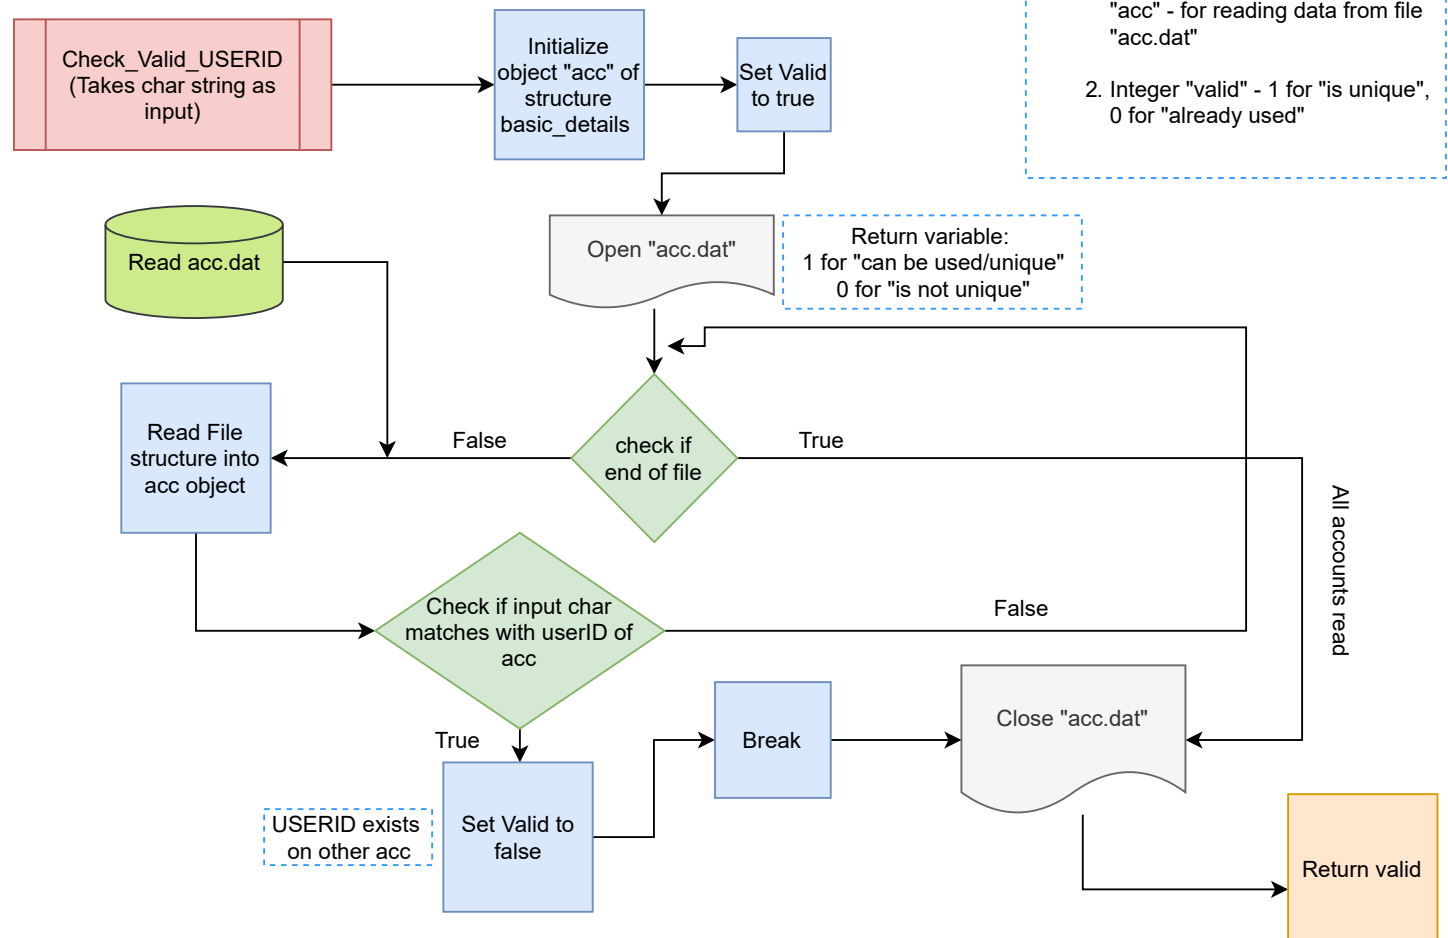 "acc" - for reading data from file
"acc.dat"
2. Integer "valid" - 1 for "is unique",
0 for "already used"
Check_Valid_USERID
(Takes char string as
input)
Initialize
object "acc" of
structure
basic_details
Set Valid
to true
Read acc.dat
Open "acc.dat"
Return variable:
1 for "can be used/unique"
0 for "is not unique"
Read File
structure into
acc object
False
check if
end of file
True
All accounts read
Check if input char
matches with userID of
acc
False
True
USERID exists
on other acc
Set Valid to
false
Break
Close "acc.dat"
Return valid